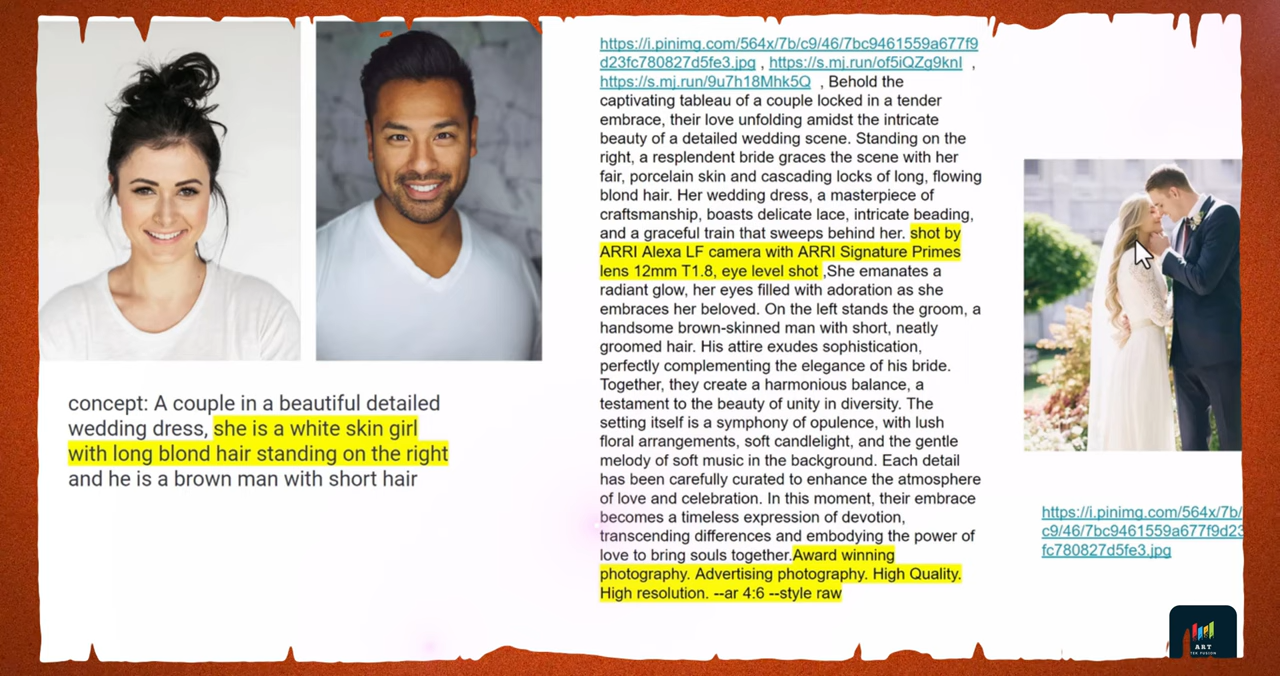 concept: A couple in a beautiful detailed
wedding dress, she is a white skin girl
with long blond hair standing on the right
and he is a brown man with short hair
https://i.pinimg.com/564x/7b/c9/46/7bc9461559a677f9
d23fc780827d5fe3.jpg , https://s.mj.run/of5iQZg9knI ,
https://s.mj.run/9u7h18Mhk5Q , Behold the
captivating tableau of a couple locked in a tender
embrace, their love unfolding amidst the intricate
beauty of a detailed wedding scene. Standing on the
right, a resplendent bride graces the scene with her
fair, porcelain skin and cascading locks of long, flowing
blond hair. Her wedding dress, a masterpiece of
craftsmanship, boasts delicate lace, intricate beading,
and a graceful train that sweeps behind her. shot by
ARRI Alexa LF camera with ARRI Signature Primes
lens 12mm T1.8, eye level shot ,She emanates a
radiant glow, her eyes filled with adoration as she
embraces her beloved. On the left stands the groom, a
handsome brown-skinned man with short, neatly
groomed hair. His attire exudes sophistication,
perfectly complementing the elegance of his bride.
Together, they create a harmonious balance, a
testament to the beauty of unity in diversity. The
setting itself is a symphony of opulence, with lush
floral arrangements, soft candlelight, and the gentle
melody of soft music in the background. Each detail
has been carefully curated to enhance the atmosphere
of love and celebration. In this moment, their embrace
becomes a timeless expression of devotion,
transcending differences and embodying the power of
love to bring souls together.Award winning
photography. Advertising photography. High Quality.
High resolution. --ar 4:6 --style raw
https://i.pinimg.com/564x/7b/
c9/46/7bc9461559a677f9d23
fc780827d5fe3.jpg
ART